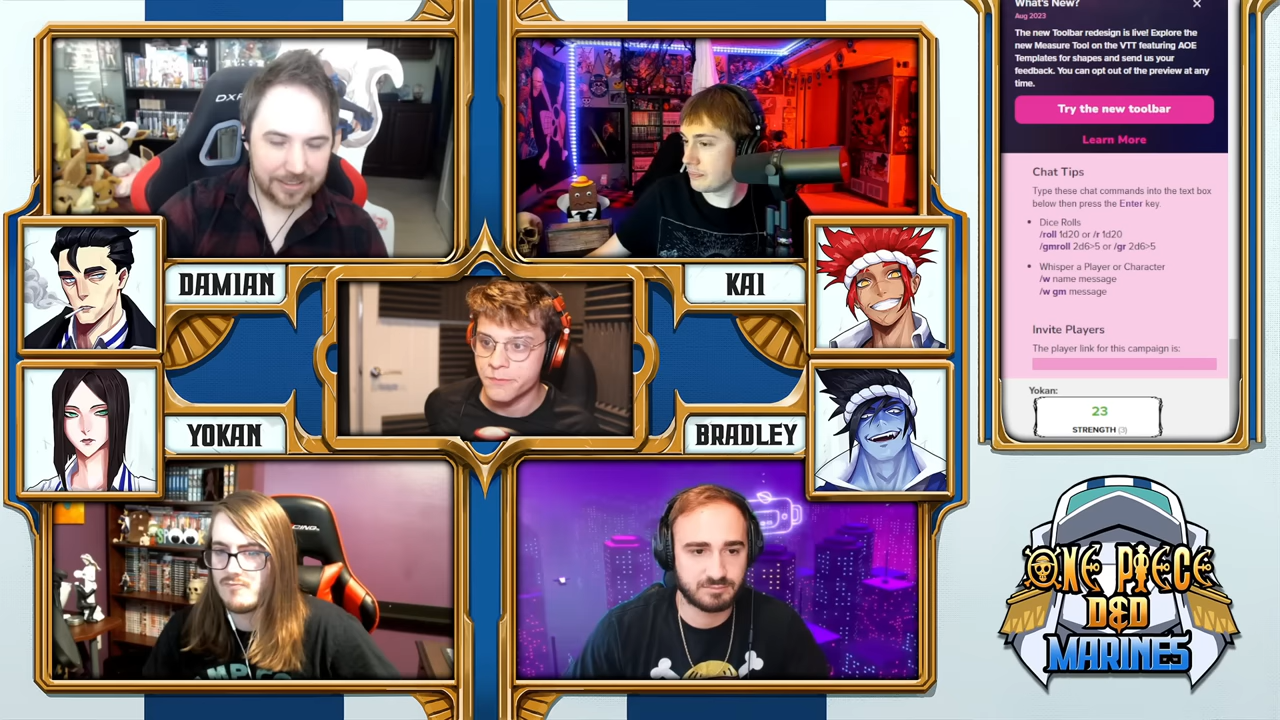 What's New?
Aug 2023
The new Toolbar redesign is live! Explore the
new Measure Tool on the VTT featuring AOE
Templates for shapes and send us your
feedback. You can opt out of the preview at any
time.
Try the new toolbar
Learn More
Chat Tips
Type these chat commands into the text box
below then press the Enter key.
Dice Rolls
/roll 1d20 or /r 1d20
/gmroll 2d6>5 or /gr 2d6>5
Whisper a Player or Character
/w name message
/w gm message
Invite Players
The player link for this campaign is:
Yokan:
23
STRENGTH (3)
DAMIAN
KAI
YOKAN
BRADLEY
SPOOK
ONE PIECE
D&D
MARINES